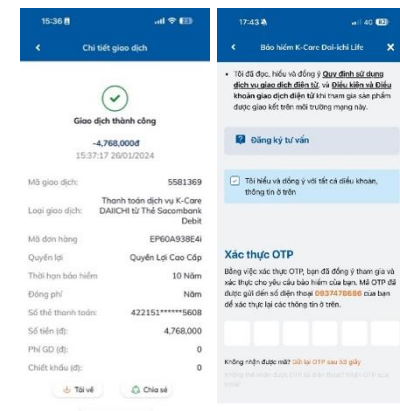 15:36
Chi tiết giao dịch
Giao dịch thành công
-4,768,000đ
15:37:17 26/01/2024
Mã giao dịch: 5581369
Loại giao dịch: Thanh toán dịch vụ K-Care
DAIICHI từ Thẻ Sacombank
Debit
Mã đơn hàng EP60A938E4i
Quyền lợi Quyền Lợi Cao Cấp
Thời hạn bảo hiểm 10 Năm
Đóng phí Năm
Số thẻ thanh toán: 422151*****5608
Số tiền (đ): 4,768,000
Phí GD (đ): 0
Chiết khấu (đ): 0
Tải về Chia sẻ
17:43
4G
Bảo hiểm K-Care Dai-ichi Life
• Tôi đã đọc, hiểu và đồng ý Quy định sử dụng
dịch vụ giao dịch điện tử, và Điều kiện và Điều
khoản giao dịch điện tử khi tham gia sản phẩm
được giao kết trên môi trường mạng này.
Đăng ký tư vấn
Tôi hiểu và đồng ý với tất cả điều khoản,
thông tin ở trên
Xác thực OTP
Bằng việc xác thực OTP, bạn đã đồng ý tham gia và
xác thực cho yêu cầu bảo hiểm của bạn. Mã OTP đã
được gửi đến số điện thoại 0937478686 của bạn
để xác thực lại các thông tin ở trên.
Không nhận được mã? Gửi lại OTP sau 53 giây